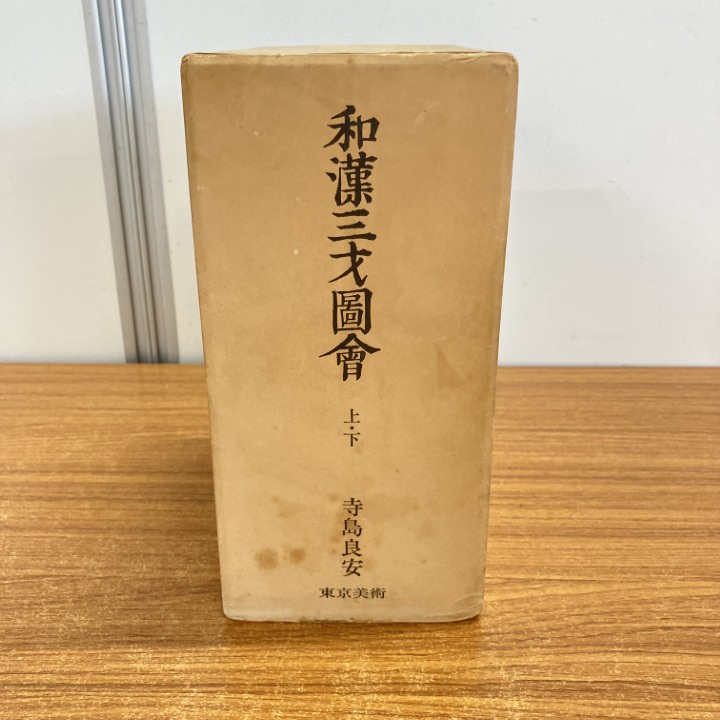 和漢三才圖會
上・下
寺島良安
東京美術